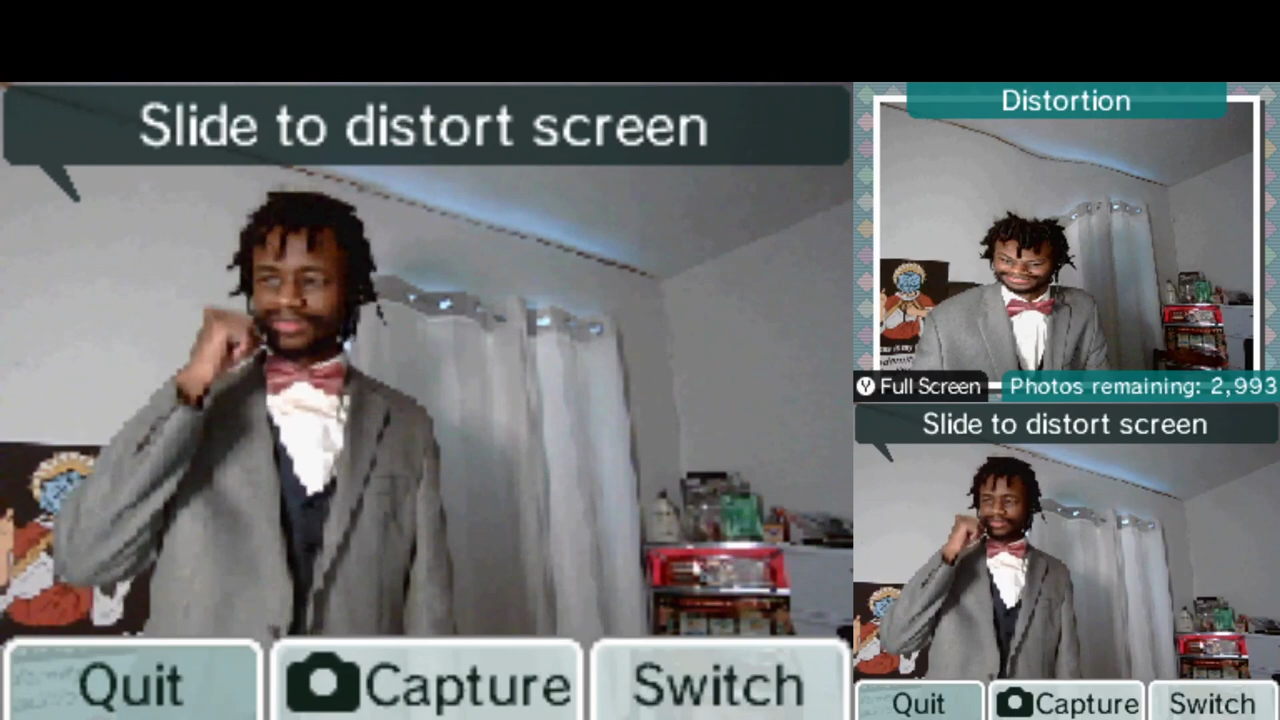 Slide to distort screen
Quit
Capture
Switch
Distortion
Y Full Screen
Photos remaining: 2,993
Slide to distort screen
Quit
Capture
Switch